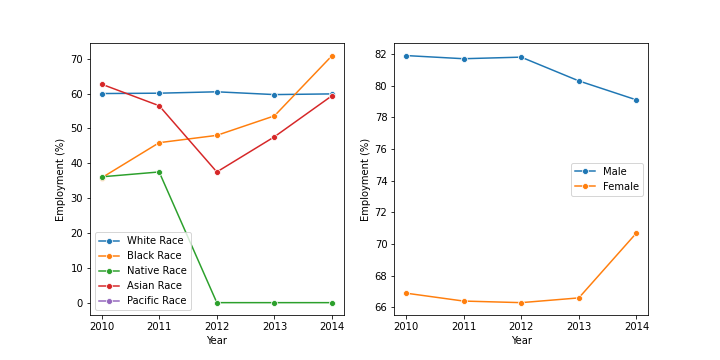 Employment (%)
70
60
50
40
30
20
10
0
White Race
Black Race
Native Race
Asian Race
Pacific Race
2010 2011 2012 2013 2014
Year
Employment (%)
82
80
78
76
74
72
70
68
66
Male
Female
2010 2011 2012 2013 2014
Year